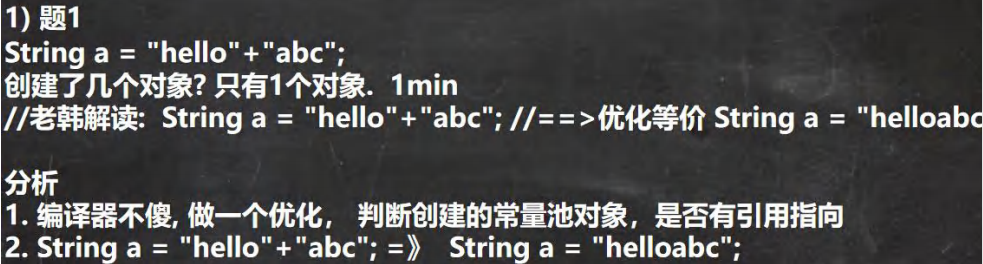 1) 题1
String a = "hello"+"abc";
创建了几个对象? 只有1个对象.  1min
//老韩解读:  String a = "hello"+"abc"; //==>优化等价 String a = "helloabc
分析
1. 编译器不傻, 做一个优化， 判断创建的常量池对象，是否有引用指向
2. String a = "hello"+"abc"; =》  String a = "helloabc";